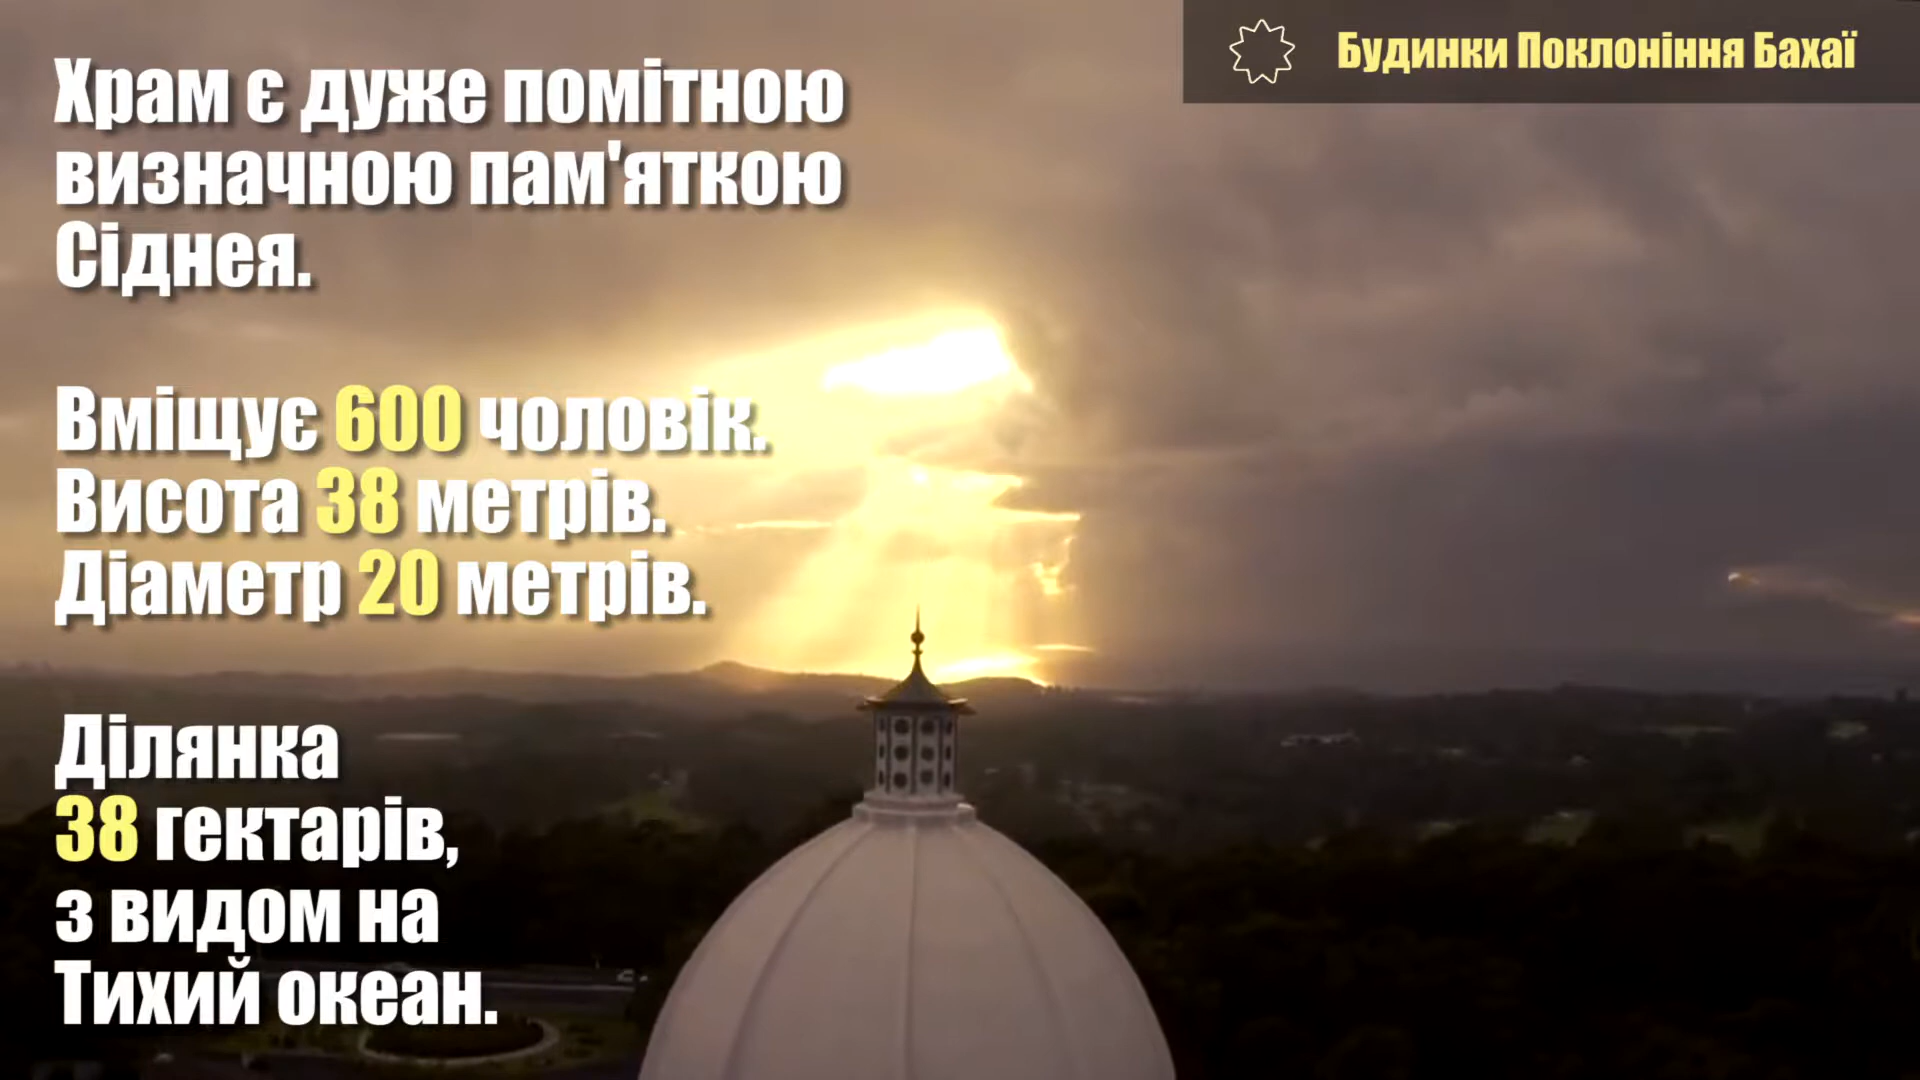 Будинки Поклоніння Бахаї
Храм є дуже помітною
визначною пам'яткою
Сіднея.
Вміщує 600 чоловік.
Висота 38 метрів.
Діаметр 20 метрів.
Ділянка
38 гектарів,
з видом на
Тихий океан.